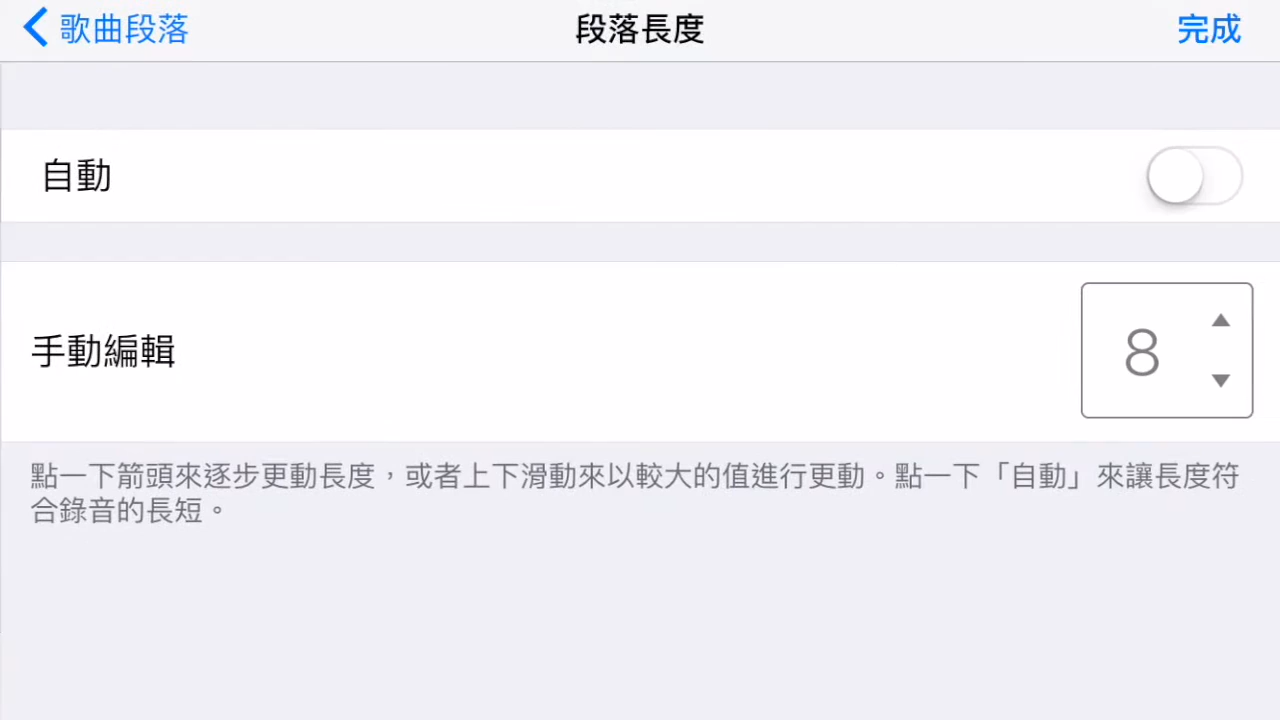 歌曲段落
段落長度
完成
自動
手動編輯
8
點一下箭頭來逐步更動長度，或者上下滑動來以較大的值進行更動。點一下「自動」來讓長度符
合錄音的長短。